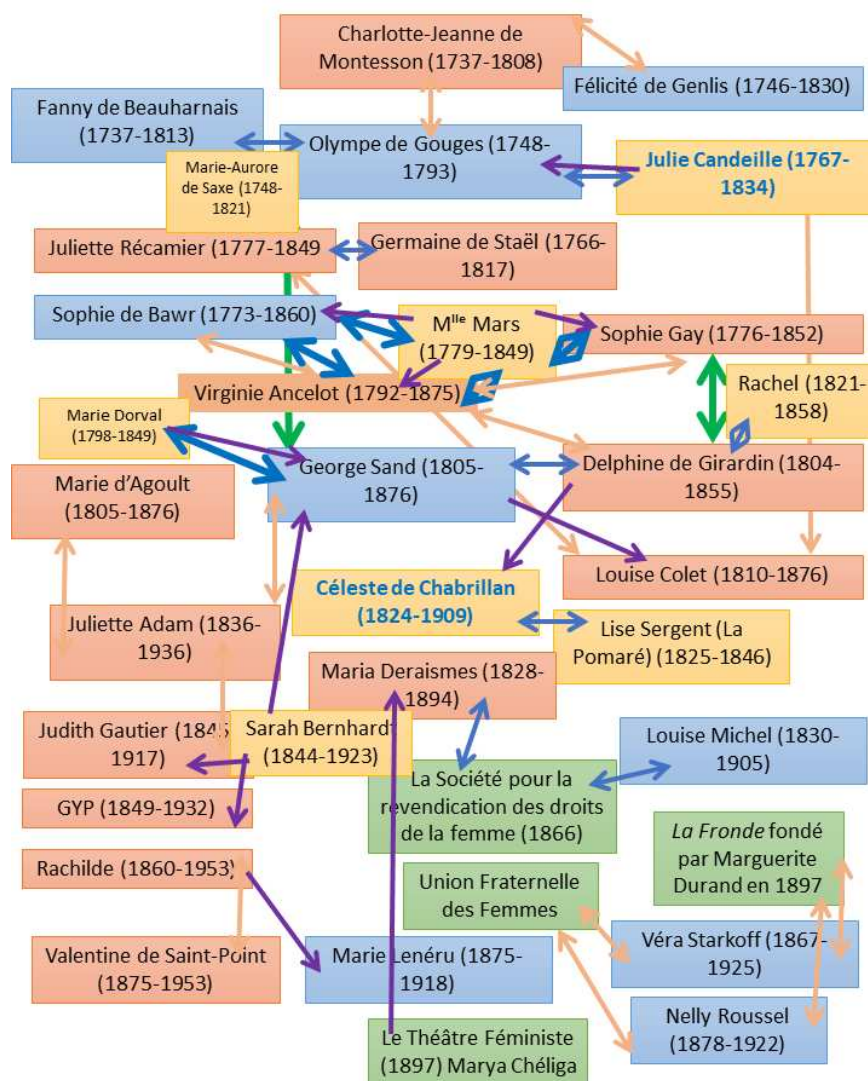 Charlotte-Jeanne de
Montesson (1737-1808)
Félicité de Genlis (1746-1830)
Fanny de Beauharnais
(1737-1813)
Olympe de Gouges (1748-
1793)
Julie Candeille (1767-
1834)
Marie-Aurore
de Saxe (1748-
1821)
Juliette Récamier (1777-1849
Germaine de Staël (1766-
1817)
Sophie de Bawr (1773-1860)
Mlle Mars
(1779-1849)
Sophie Gay (1776-1852)
Virginie Ancelot (1792-1875)
Rachel (1821-
1858)
Marie Dorval
(1798-1849)
George Sand (1805-
1876)
Delphine de Girardin (1804-
1855)
Marie d’Agoult
(1805-1876)
Louise Colet (1810-1876)
Céleste de Chabrillan
(1824-1909)
Juliette Adam (1836-
1936)
Lise Sergent (La
Pomaré) (1825-1846)
Maria Deraismes (1828-
1894)
Judith Gautier (1845
1917)
Sarah Bernhardt
(1844-1923)
Louise Michel (1830-
1905)
La Société pour la
revendication des droits
de la femme (1866)
GYP (1849-1932)
La Fronde fondé
par Marguerite
Durand en 1897
Rachilde (1860-1953)
Union Fraternelle
des Femmes
Valentine de Saint-Point
(1875-1953)
Marie Lenéru (1875-
1918)
Véra Starkoff (1867-
1925)
Nelly Roussel
(1878-1922)
Le Théâtre Féministe
(1897) Marya Chéliga